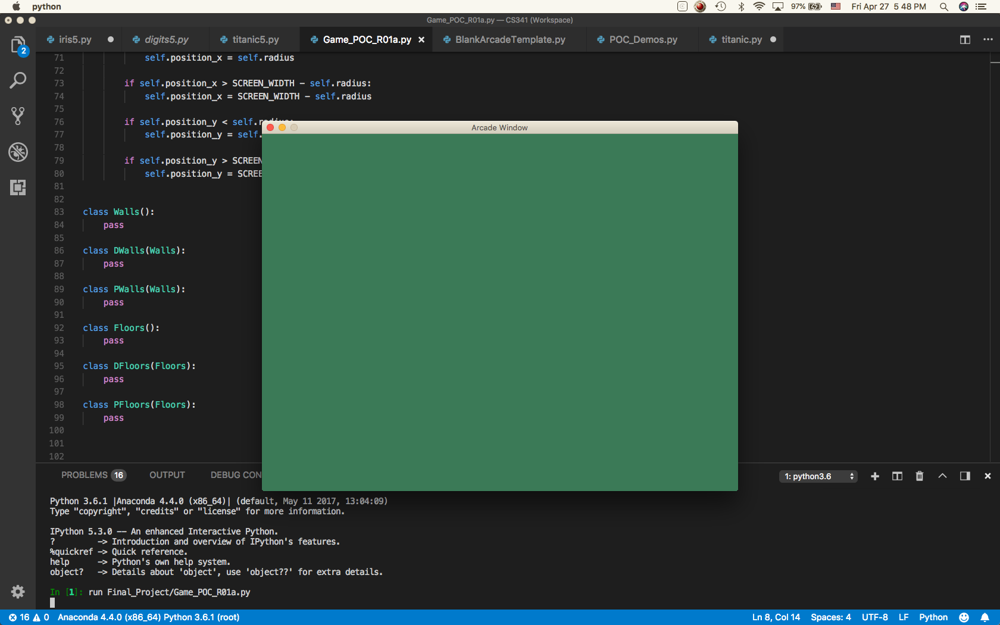 python
97%
Fri Apr 27 5 48 PM
Game_POC_R01a.py — CS341 (Workspace)
iris5.py
digits5.py
titanic5.py
Game_POC_R01a.py
BlankArcadeTemplate.py
POC_Demos.py
titanic.py
2
71 self.position_x = self.radius
72
73 if self.position_x > SCREEN_WIDTH - self.radius:
74 self.position_x = SCREEN_WIDTH - self.radius
75
76 if self.position_y < self.radius:
77 self.position_y = self.
78
79 if self.position_y > SCREEN
80 self.position_y = SCREE
81
82
83 class Walls():
84 pass
85
86 class DWalls(Walls):
87 pass
88
89 class PWalls(Walls):
90 pass
91
92 class Floors():
93 pass
94
95 class DFloors(Floors):
96 pass
97
98 class PFloors(Floors):
99 pass
100
101
102
Arcade Window
PROBLEMS 16 OUTPUT DEBUG CON
1: python3.6
Python 3.6.1 |Anaconda 4.4.0 (x86_64)| (default, May 11 2017, 13:04:09)
Type "copyright", "credits" or "license" for more information.
IPython 5.3.0 -- An enhanced Interactive Python.
? -> Introduction and overview of IPython's features.
%quickref -> Quick reference.
help -> Python's own help system.
object? -> Details about 'object', use 'object??' for extra details.
In [1]: run Final_Project/Game_POC_R01a.py
16 0 Anaconda 4.4.0 (x86_64) Python 3.6.1 (root)
Ln 8, Col 14 Spaces: 4 UTF-8 LF Python